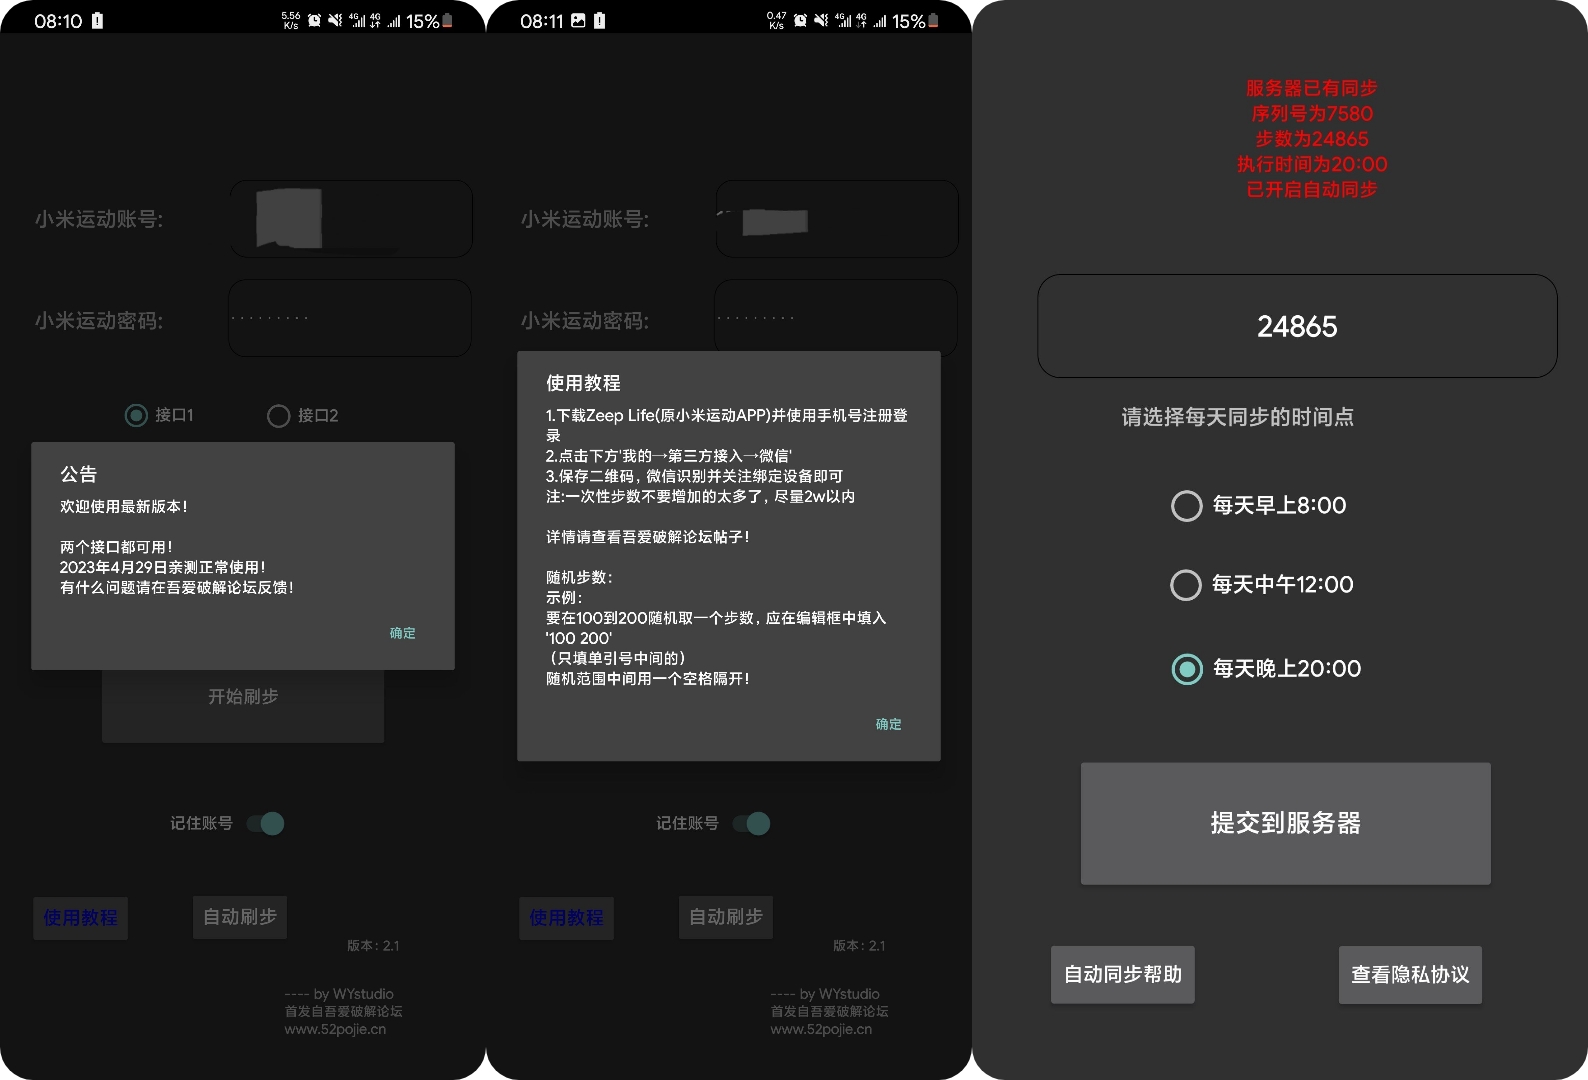 08:10
5.56
K/s
4G
4G
15%
小米运动账号:
小米运动密码:
·········
接口1
接口2
公告
欢迎使用最新版本!
两个接口都可用!
2023年4月29日亲测正常使用!
有什么问题请在吾爱破解论坛反馈!
确定
开始刷步
记住账号
使用教程
自动刷步
版本: 2.1
---- by WYstudio
首发自吾爱破解论坛
www.52pojie.cn
08:11
0.47
K/s
4G
4G
15%
小米运动账号:
小米运动密码:
·········
使用教程
1.下载Zeep Life(原小米运动APP)并使用手机号注册登
录
2.点击下方'我的→第三方接入→微信'
3.保存二维码, 微信识别并关注绑定设备即可
注:一次性步数不要增加的太多了, 尽量2w以内
详情请查看吾爱破解论坛帖子!
随机步数:
示例:
要在100到200随机取一个步数, 应在编辑框中填入
'100 200'
（只填单引号中间的）
随机范围中间用一个空格隔开!
确定
记住账号
使用教程
自动刷步
版本: 2.1
---- by WYstudio
首发自吾爱破解论坛
www.52pojie.cn
服务器已有同步
序列号为7580
步数为24865
执行时间为20:00
已开启自动同步
24865
请选择每天同步的时间点
每天早上8:00
每天中午12:00
每天晚上20:00
提交到服务器
自动同步帮助
查看隐私协议